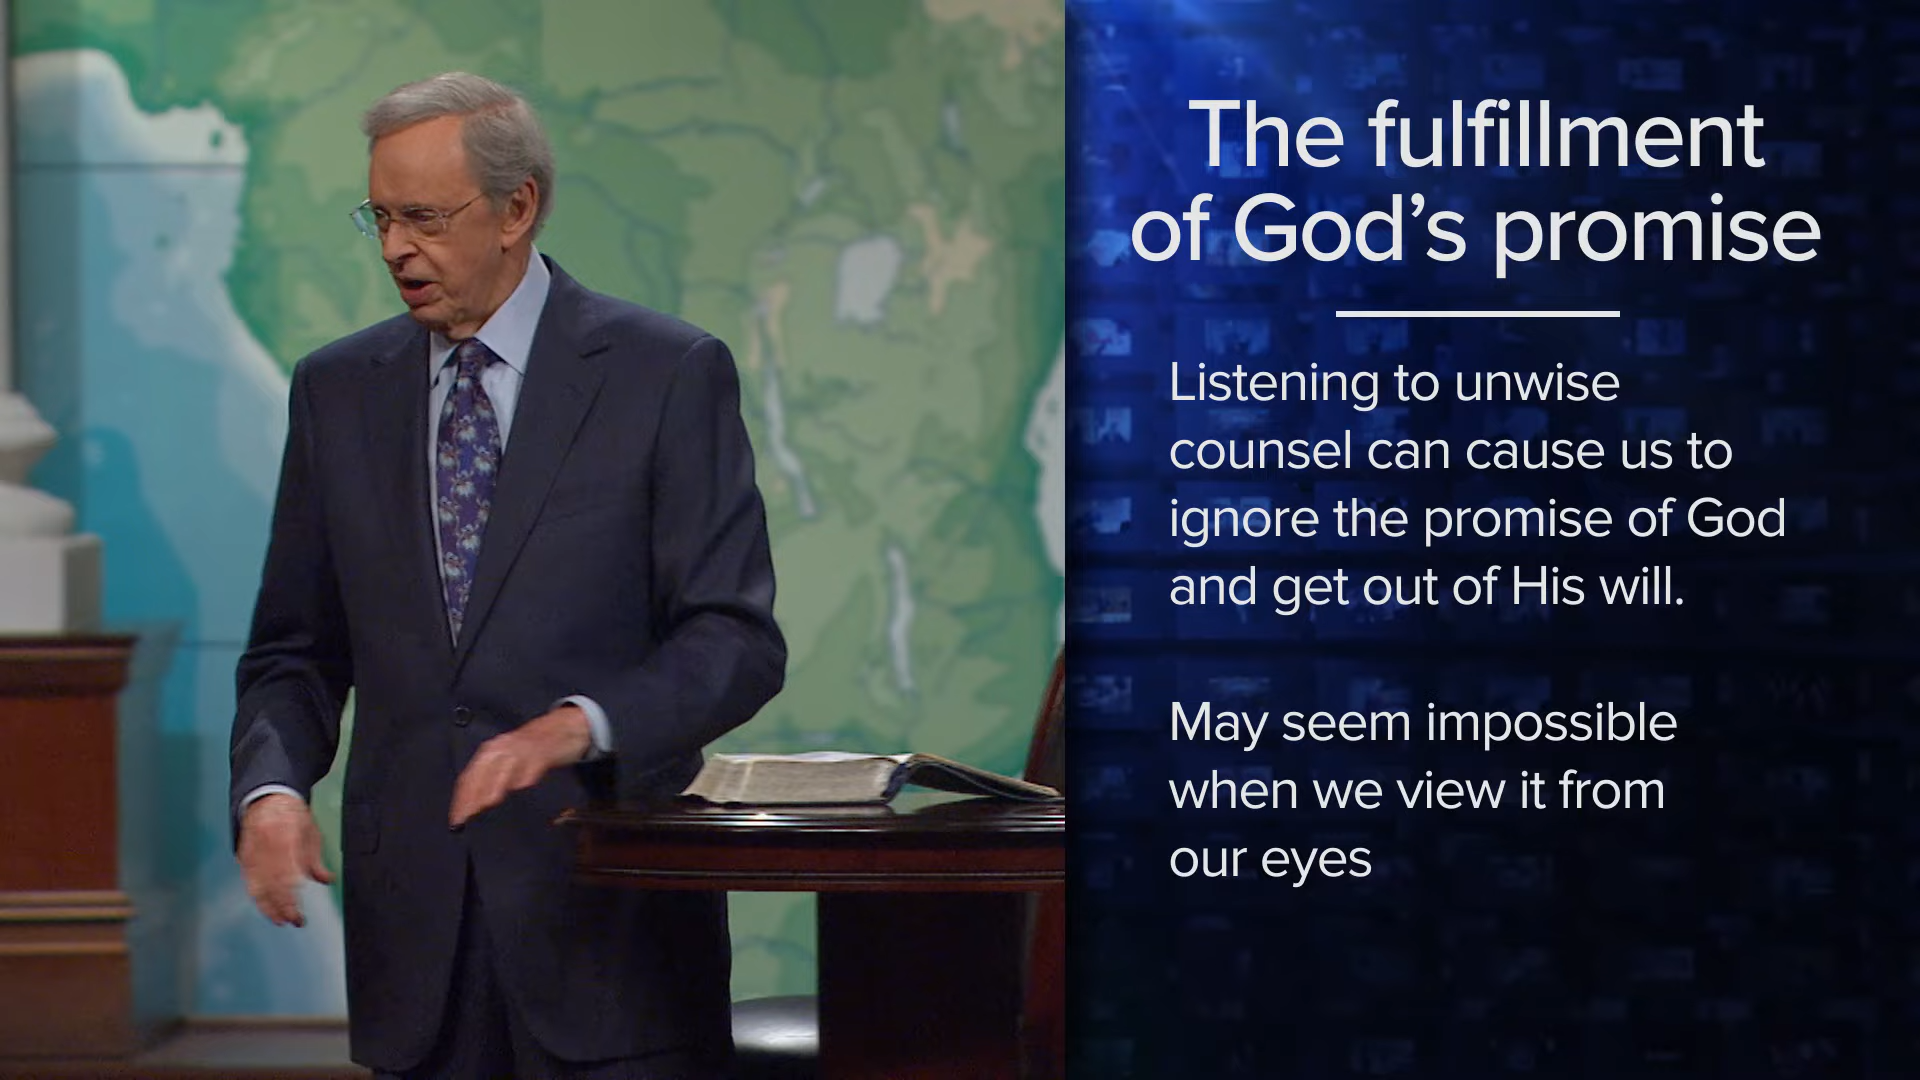 The fulfillment
of God’s promise
Listening to unwise
counsel can cause us to
ignore the promise of God
and get out of His will.
May seem impossible
when we view it from
our eyes